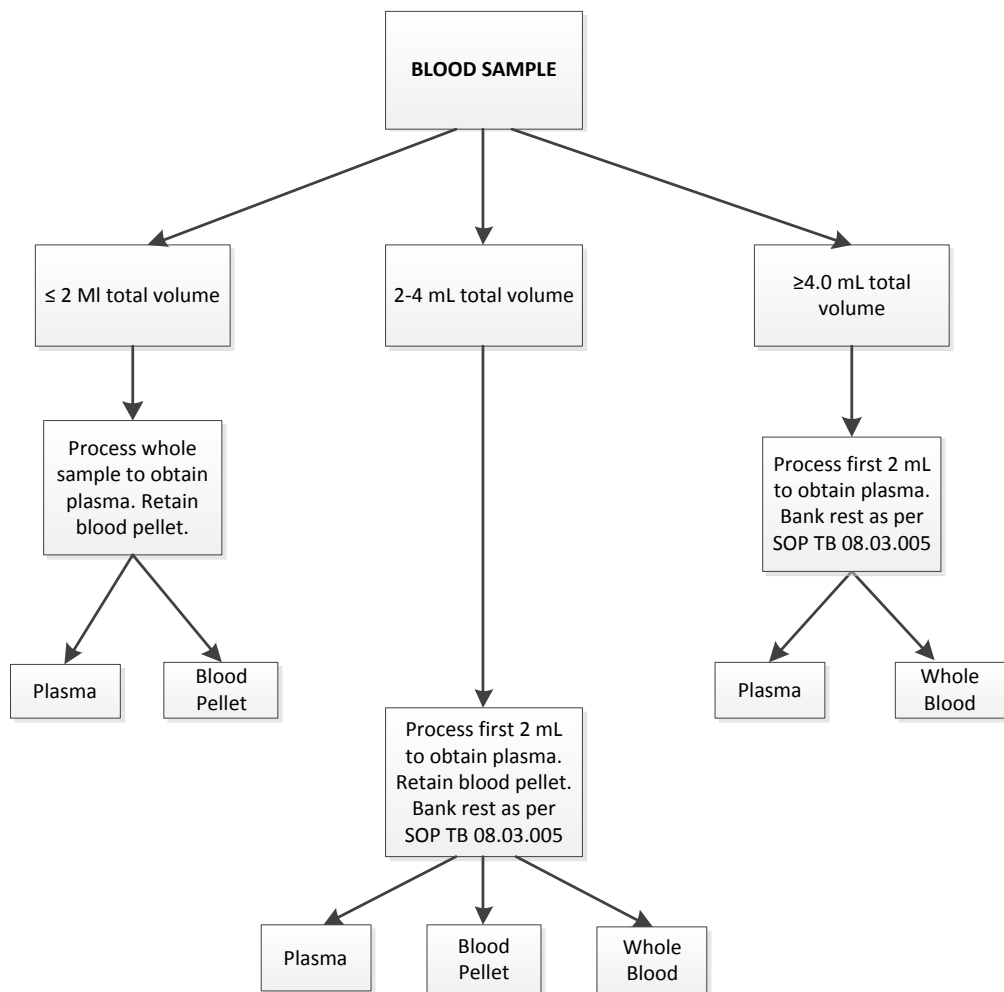 BLOOD SAMPLE
≤ 2 Ml total volume
2-4 mL total volume
≥4.0 mL total
volume
Process whole
sample to obtain
plasma. Retain
blood pellet.
Process first 2 mL
to obtain plasma.
Bank rest as per
SOP TB 08.03.005
Plasma
Blood
Pellet
Plasma
Whole
Blood
Process first 2 mL
to obtain plasma.
Retain blood pellet.
Bank rest as per
SOP TB 08.03.005
Plasma
Blood
Pellet
Whole
Blood